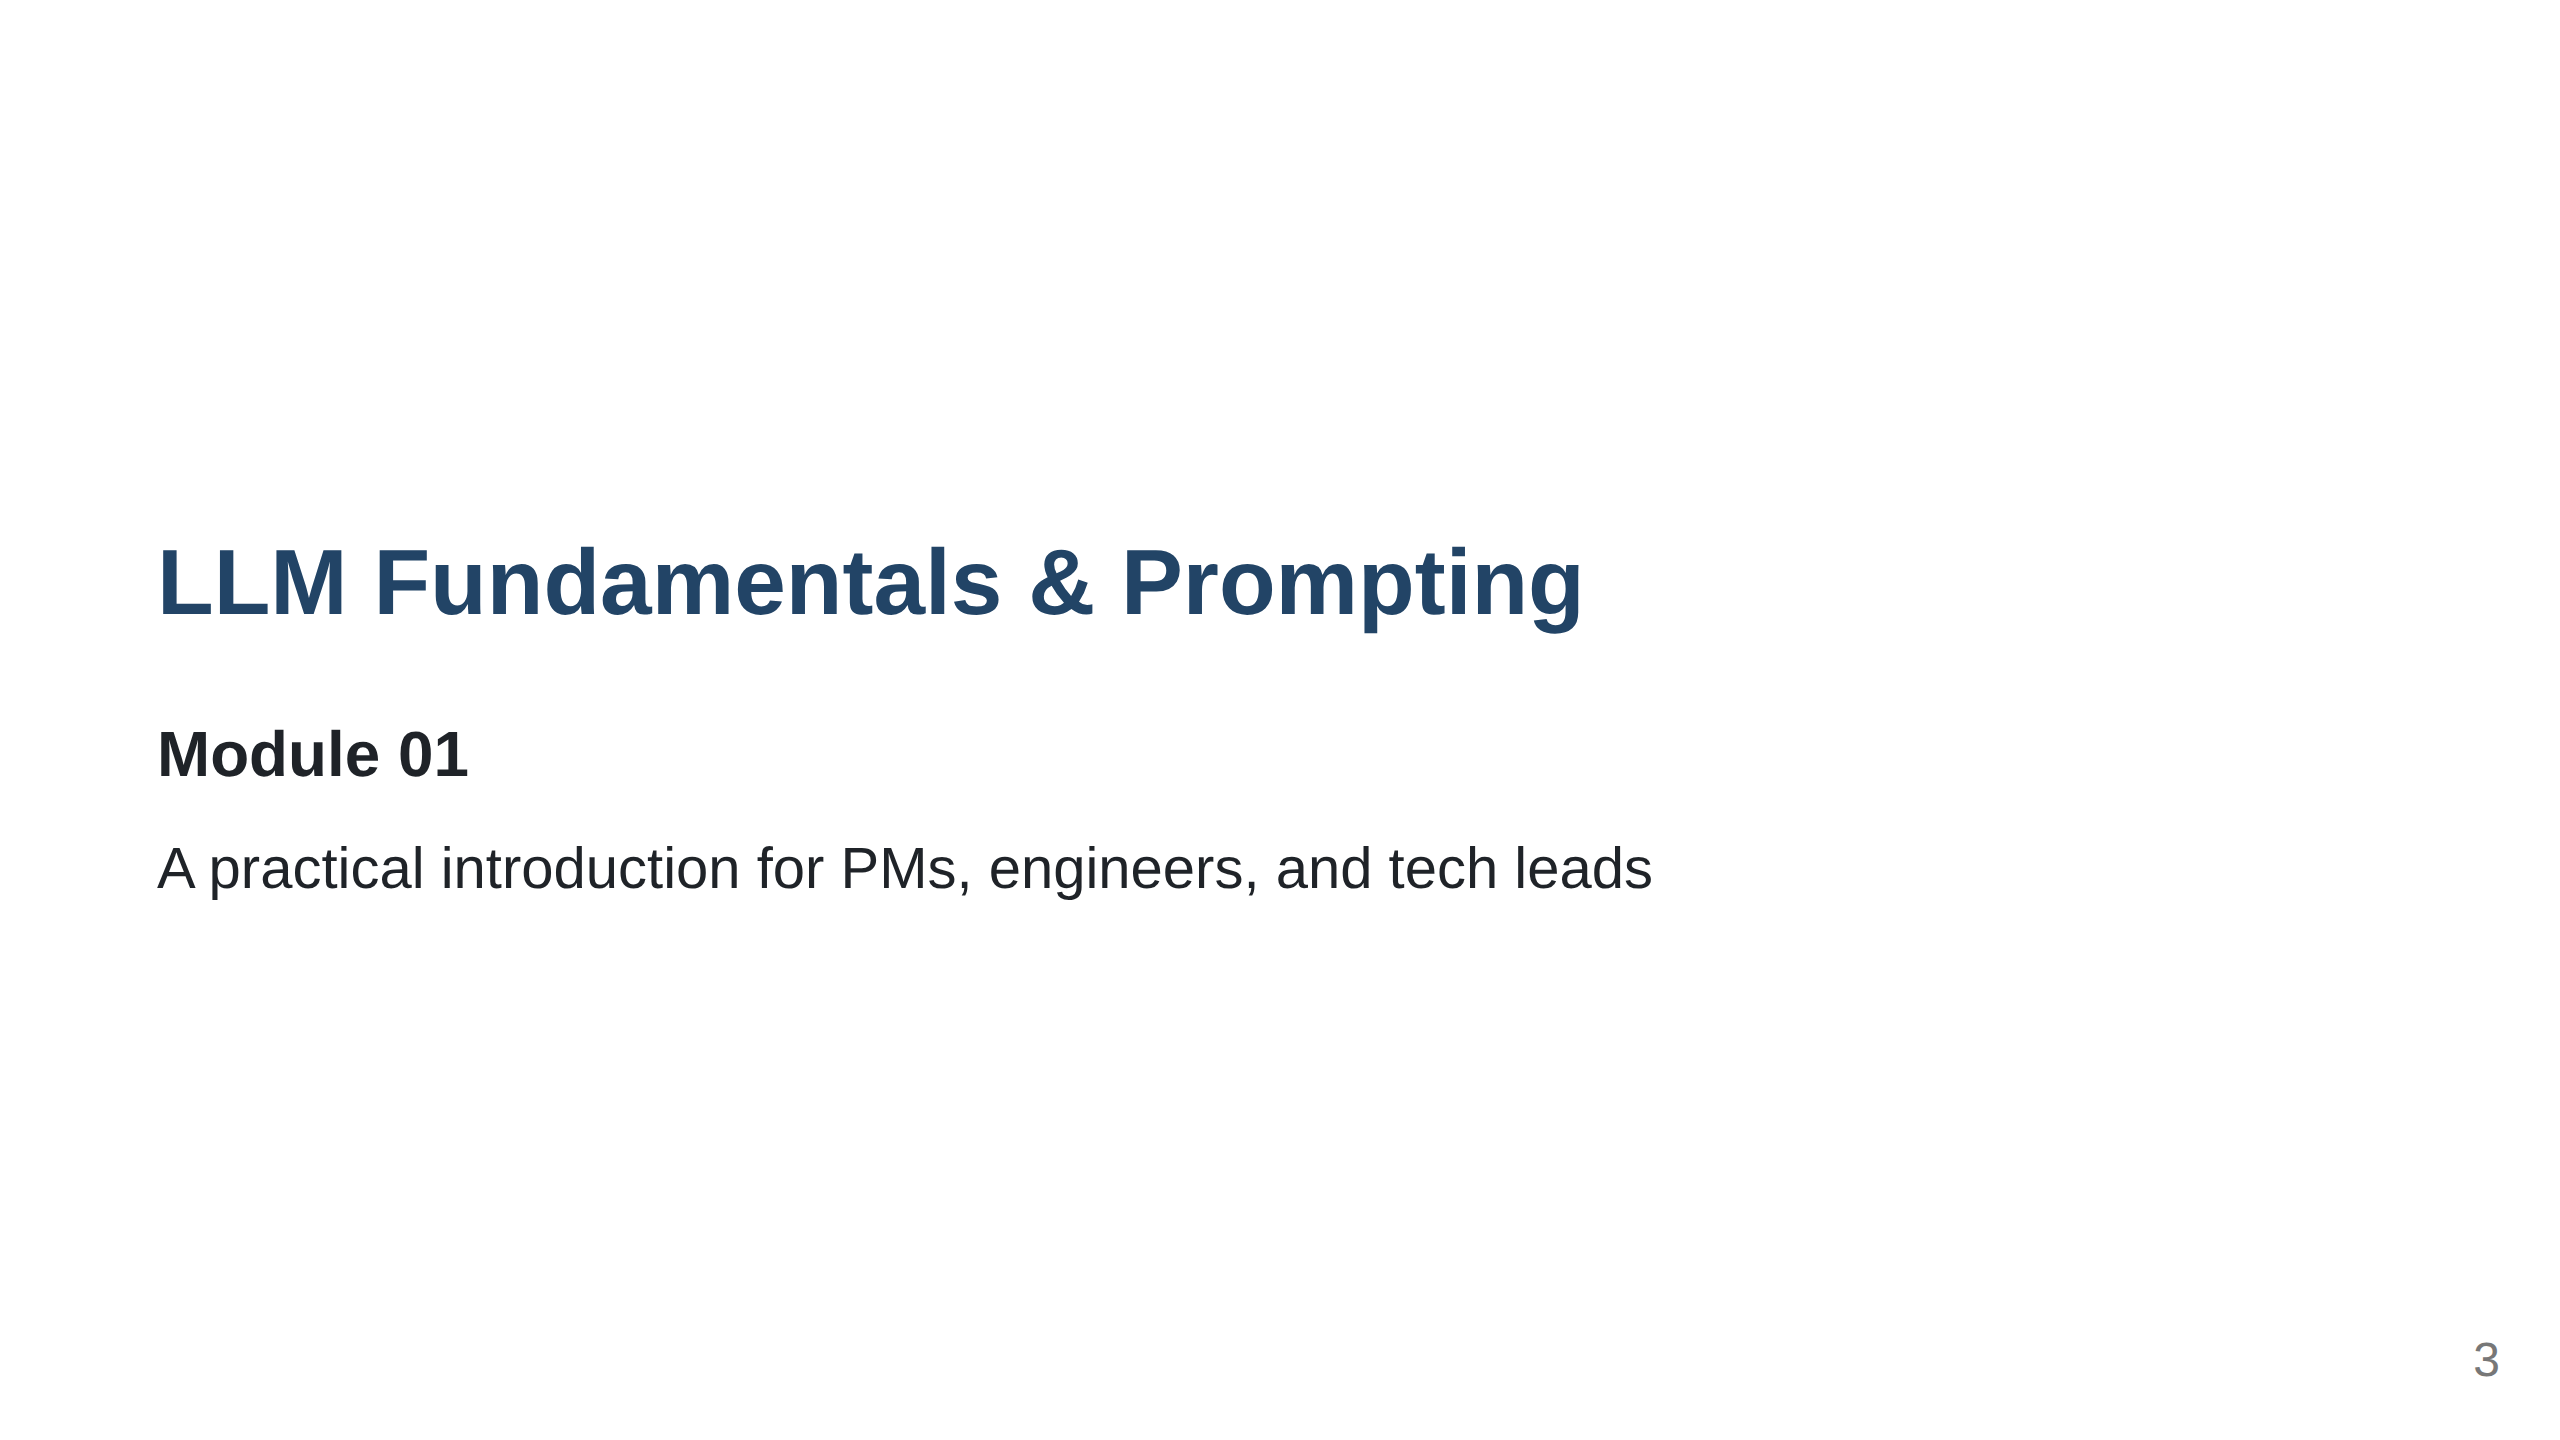 LLM Fundamentals & Prompting
Module 01
A practical introduction for PMs, engineers, and tech leads
3